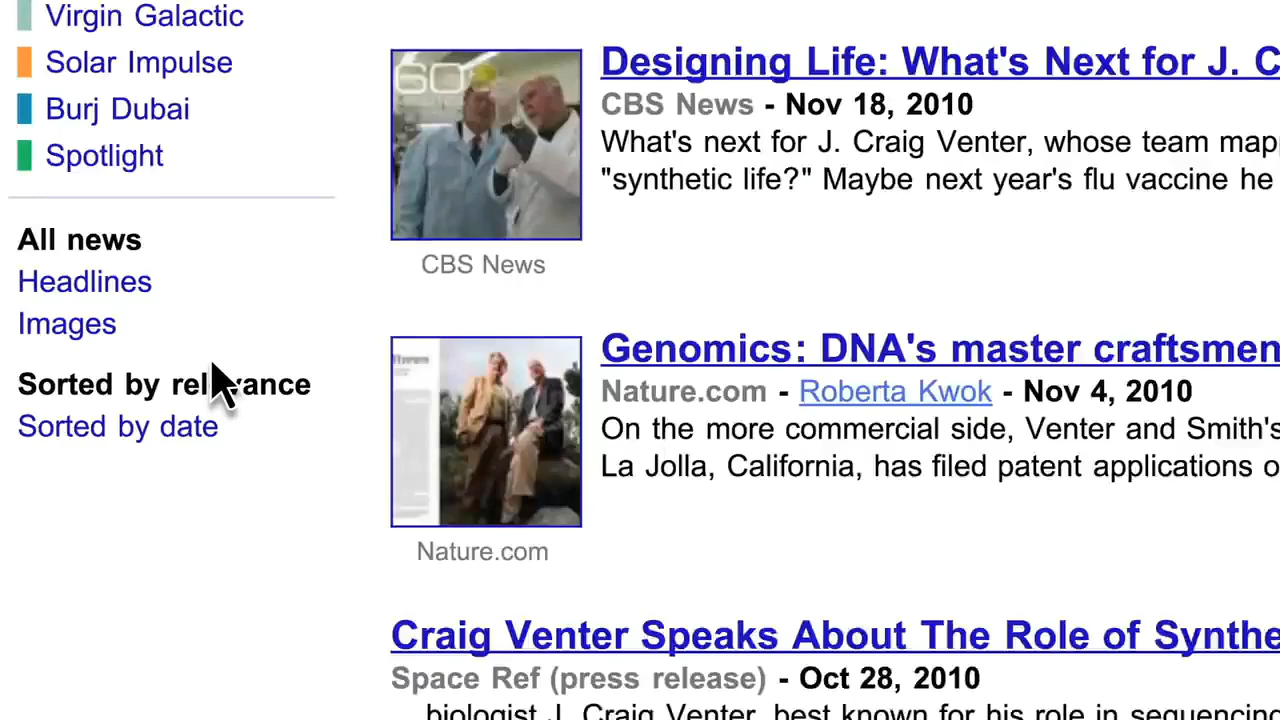 Virgin Galactic
Solar Impulse
Burj Dubai
Spotlight
All news
Headlines
Images
Sorted by relevance
Sorted by date
60
CBS News
Designing Life: What's Next for J. C
CBS News - Nov 18, 2010
What's next for J. Craig Venter, whose team map
"synthetic life?" Maybe next year's flu vaccine he
Nature.com
Genomics: DNA's master craftsmen
Nature.com - Roberta Kwok - Nov 4, 2010
On the more commercial side, Venter and Smith's
La Jolla, California, has filed patent applications o
Craig Venter Speaks About The Role of Synthe
Space Ref (press release) - Oct 28, 2010
biologist J. Craig Venter, best known for his role in sequencing